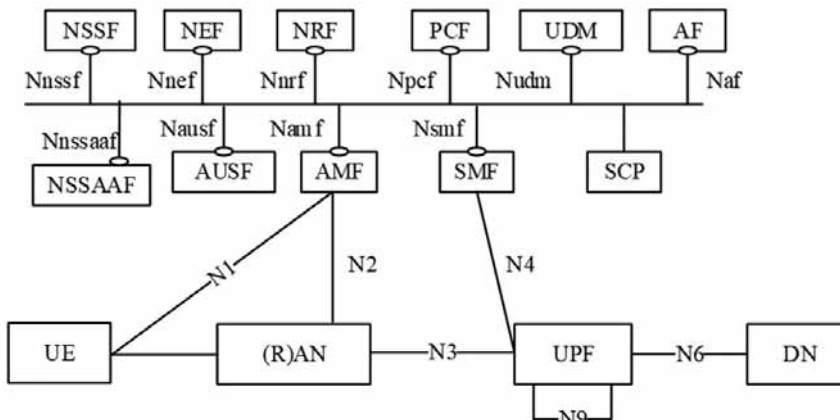 NSSF NEF NRF PCF UDM AF
Nnssf Nnef Nnrf Npcf Nudm Naf
Nnssaaf Nausf Namf Nsmf
NSSAAF AUSF AMF SMF SCP
N1 N2 N4
UE (R)AN N3 UPF N6 DN
N9